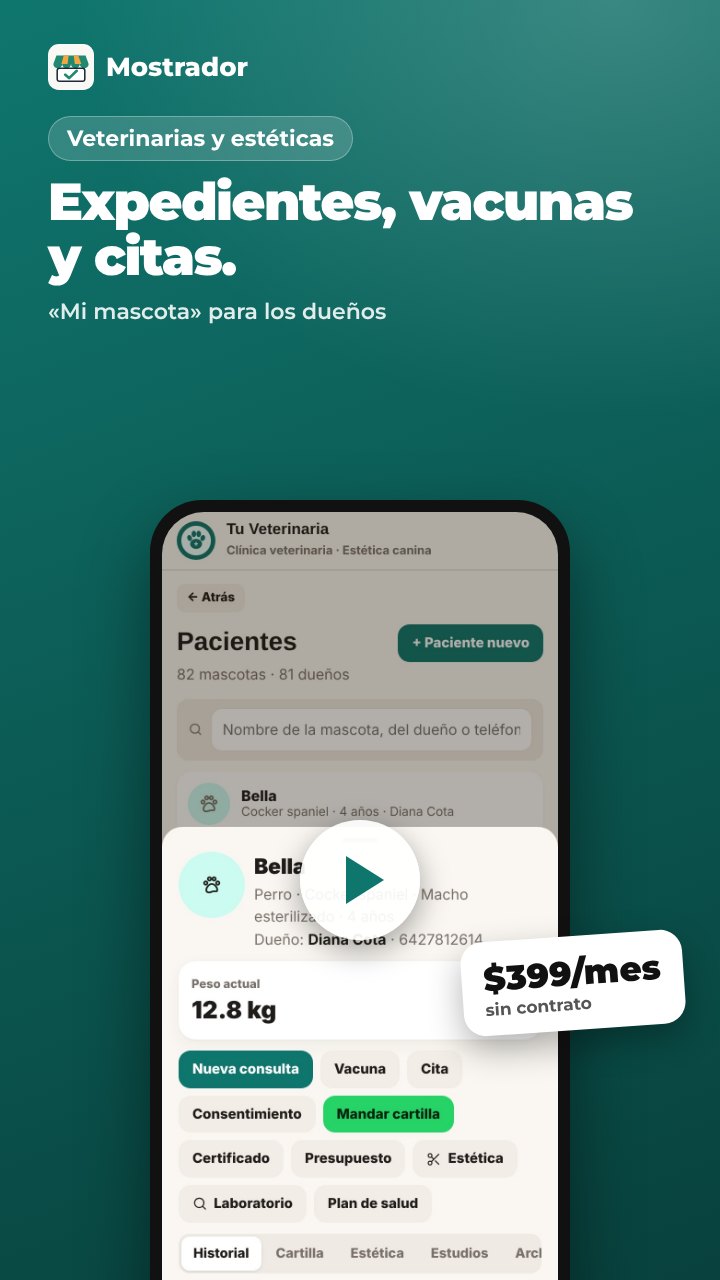 Mostrador
Veterinarias y estéticas
Expedientes, vacunas
y citas.
«Mi mascota» para los dueños
Tu Veterinaria
Clínica veterinaria · Estética canina
← Atrás
Pacientes
+ Paciente nuevo
82 mascotas · 81 dueños
Nombre de la mascota, del dueño o teléfon
Bella
Cocker spaniel · 4 años · Diana Cota
Bella
Perro · Cocker spaniel · Macho
esterilizado · 4 años
Dueño: Diana Cota · 6427812614
$399/mes
sin contrato
Peso actual
12.8 kg
Nueva consulta
Vacuna
Cita
Consentimiento
Mandar cartilla
Certificado
Presupuesto
Estética
Laboratorio
Plan de salud
Historial
Cartilla
Estética
Estudios
Arcl